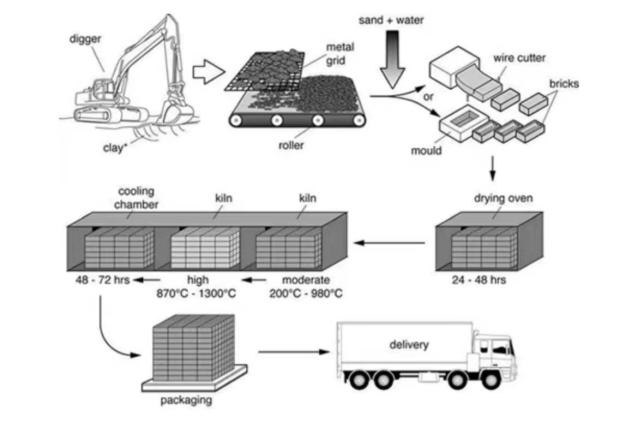 digger
clay*
metal
grid
roller
sand + water
or
wire cutter
bricks
mould
drying oven
24 - 48 hrs
kiln
moderate
200°C - 980°C
kiln
high
870°C - 1300°C
cooling
chamber
48 - 72 hrs
packaging
delivery